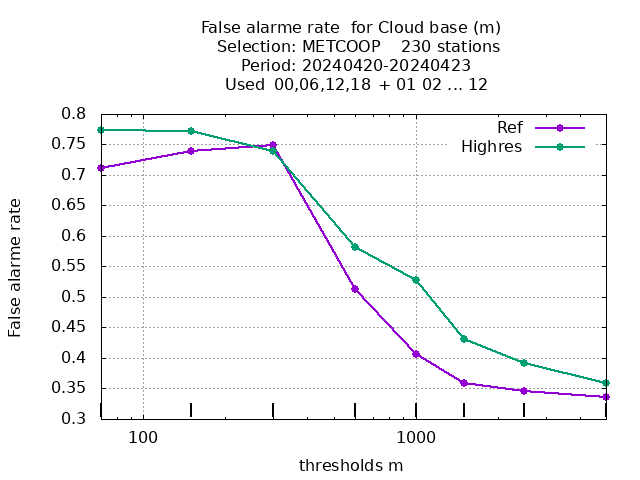 False alarme rate  for Cloud base (m)
Selection: METCOOP    230 stations
Period: 20240420-20240423
Used  00,06,12,18 + 01 02 ... 12
Ref
Highres
0.8
0.75
0.7
0.65
0.6
0.55
0.5
0.45
0.4
0.35
0.3
False alarme rate
100
1000
thresholds m